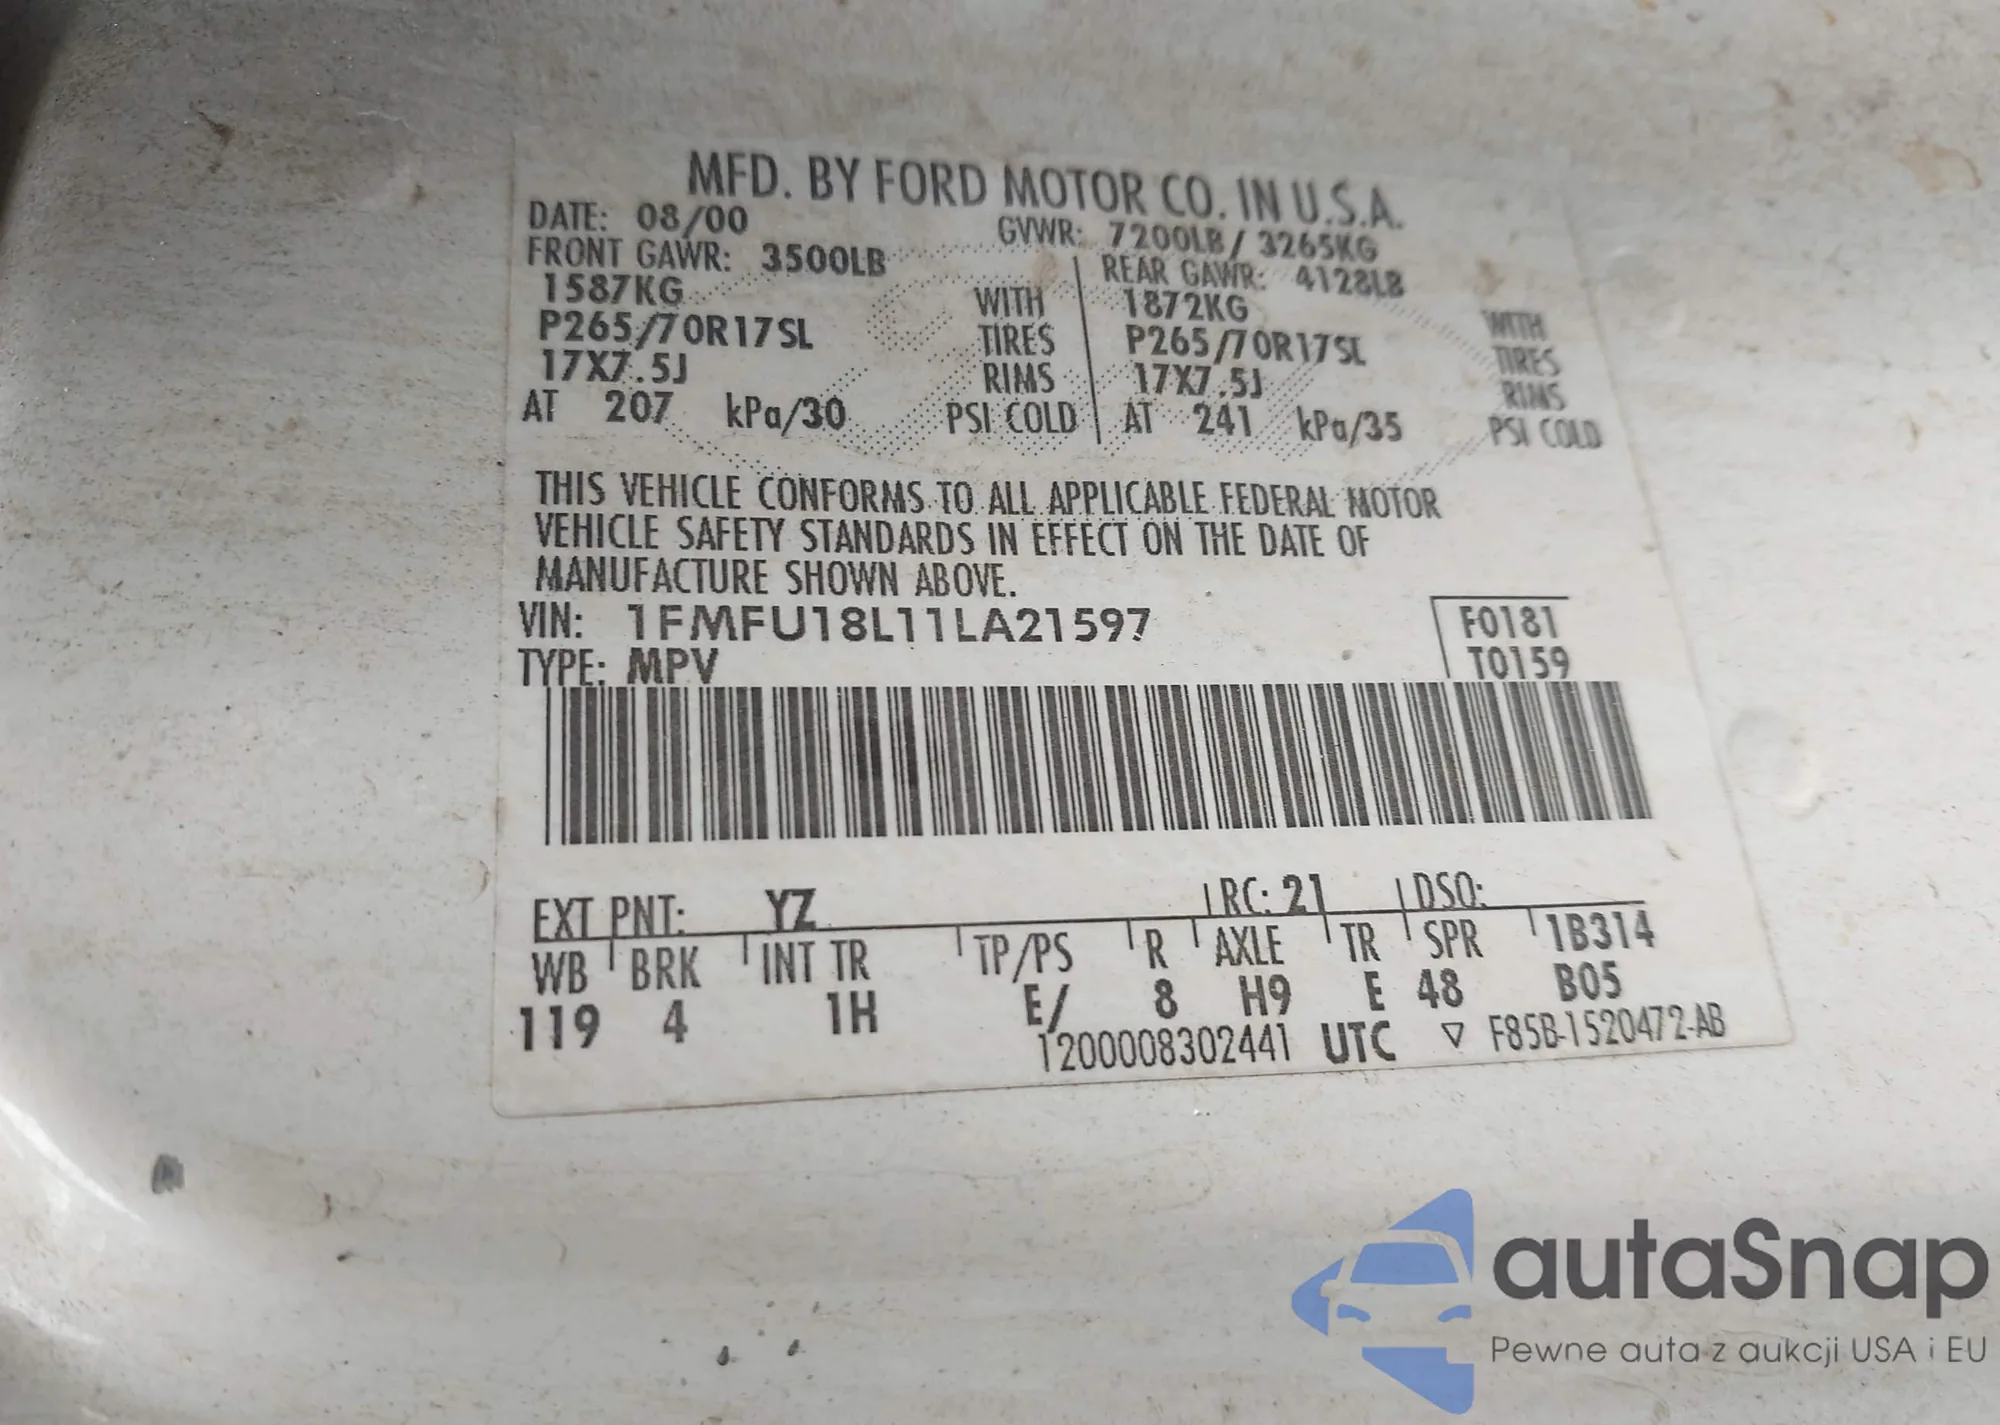 MFD. BY FORD MOTOR CO. IN U.S.A.
DATE: 08/00 GVWR: 7200LB / 3265KG
FRONT GAWR: 3500LB REAR GAWR: 4128LB
1587KG WITH 1872KG WITH
P265/70R17SL TIRES P265/70R17SL TIRES
17X7.5J RIMS 17X7.5J RIMS
AT 207 kPa/30 PSI COLD AT 241 kPa/35 PSI COLD
THIS VEHICLE CONFORMS TO ALL APPLICABLE FEDERAL MOTOR
VEHICLE SAFETY STANDARDS IN EFFECT ON THE DATE OF
MANUFACTURE SHOWN ABOVE.
VIN: 1FMFU18L11LA21597 F0181
TYPE: MPV T0159
EXT PNT: YZ RC: 21 DSO:
WB BRK INT TR TP/PS R AXLE TR SPR 1B314
119 4 1H E/ 8 H9 E 48 B05
1200008302441 UTC ▽ F85B-1520472-AB
autaSnap
Pewne auta z aukcji USA i EU